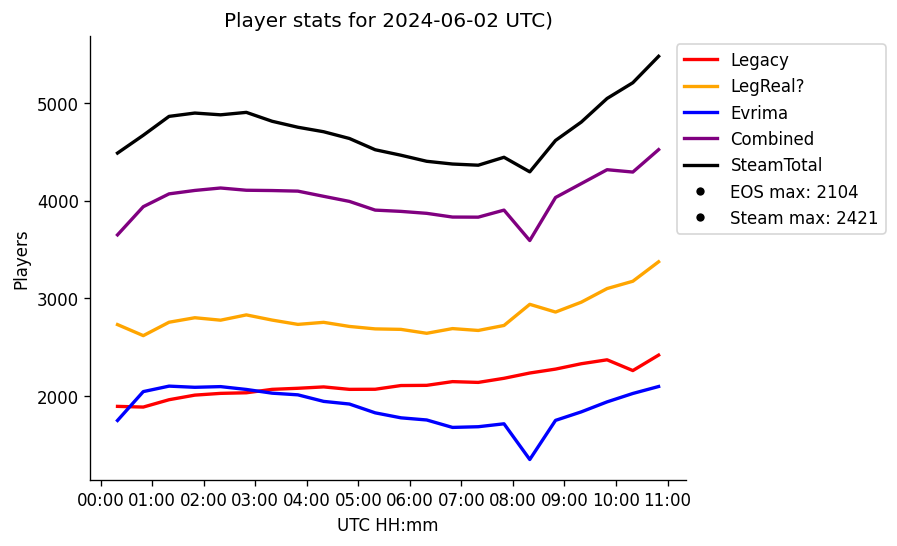 Player stats for 2024-06-02 UTC)
Legacy
LegReal?
Evrima
Combined
SteamTotal
EOS max: 2104
Steam max: 2421
5000
4000
3000
2000
Players
00:00 01:00 02:00 03:00 04:00 05:00 06:00 07:00 08:00 09:00 10:00 11:00
UTC HH:mm